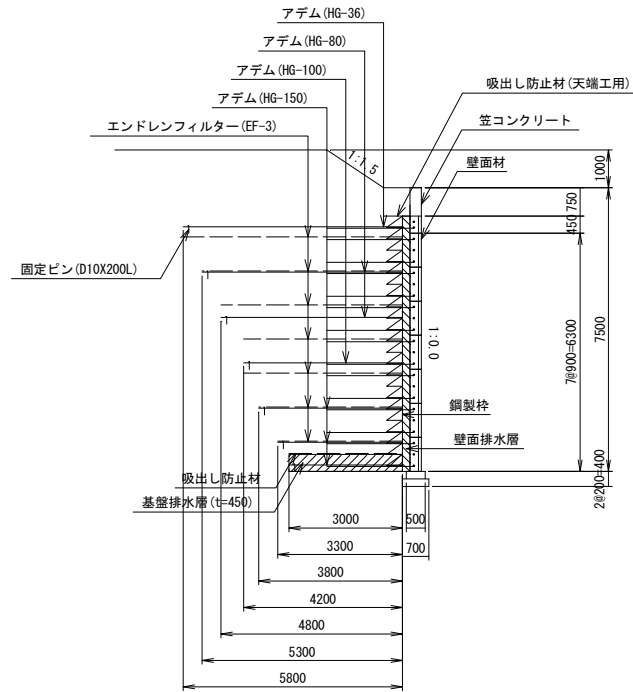 アデム(HG-36)
アデム(HG-80)
アデム(HG-100)
アデム(HG-150)
エンドレンフィルター(EF-3)
吸出し防止材(天端工用)
笠コンクリート
壁面材
1:1.5
1000
750
450
固定ピン(D10X200L)
1:0.0
7@900=6300
7500
鋼製枠
壁面排水層
吸出し防止材
基盤排水層(t=450)
2@200=400
3000
500
3300
700
3800
4200
4800
5300
5800